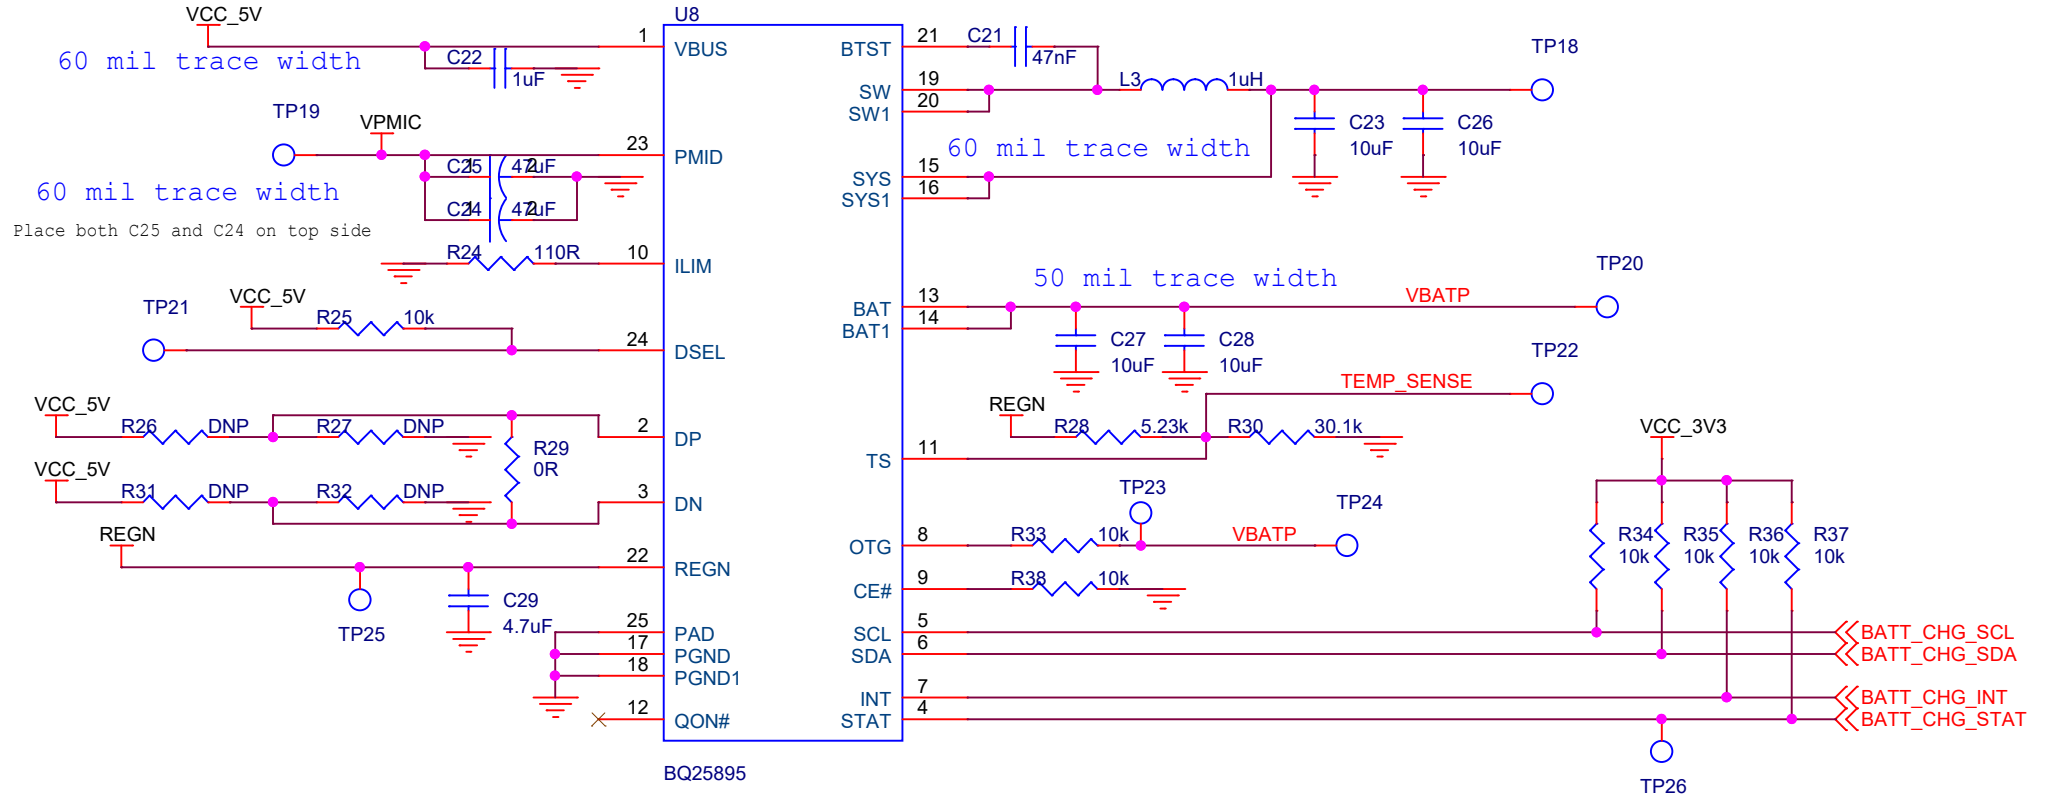 VCC_5V
U8
1
VBUS
C22
1uF
60 mil trace width
BTST
21
C21
47nF
TP18
SW
19
SW1
20
L3
1uH
C23
10uF
C26
10uF
TP19
VPMIC
23
PMID
C25
1
2
47uF
C24
1
2
47uF
60 mil trace width
Place both C25 and C24 on top side
60 mil trace width
SYS
15
SYS1
16
R24
110R
10
ILIM
50 mil trace width
TP20
BAT
13
BAT1
14
VBATP
C27
10uF
C28
10uF
TP21
VCC_5V
R25
10k
24
DSEL
TP22
TEMP_SENSE
REGN
R28
5.23k
R30
30.1k
TS
11
VCC_5V
R26
DNP
R27
DNP
2
DP
R29
0R
VCC_5V
R31
DNP
R32
DNP
3
DN
VCC_3V3
R34
10k
R35
10k
R36
10k
R37
10k
TP23
TP24
OTG
8
R33
10k
VBATP
CE#
9
R38
10k
REGN
22
REGN
TP25
C29
4.7uF
25
PAD
17
PGND
18
PGND1
12
QON#
SCL
5
BATT_CHG_SCL
SDA
6
BATT_CHG_SDA
INT
7
BATT_CHG_INT
STAT
4
BATT_CHG_STAT
TP26
BQ25895